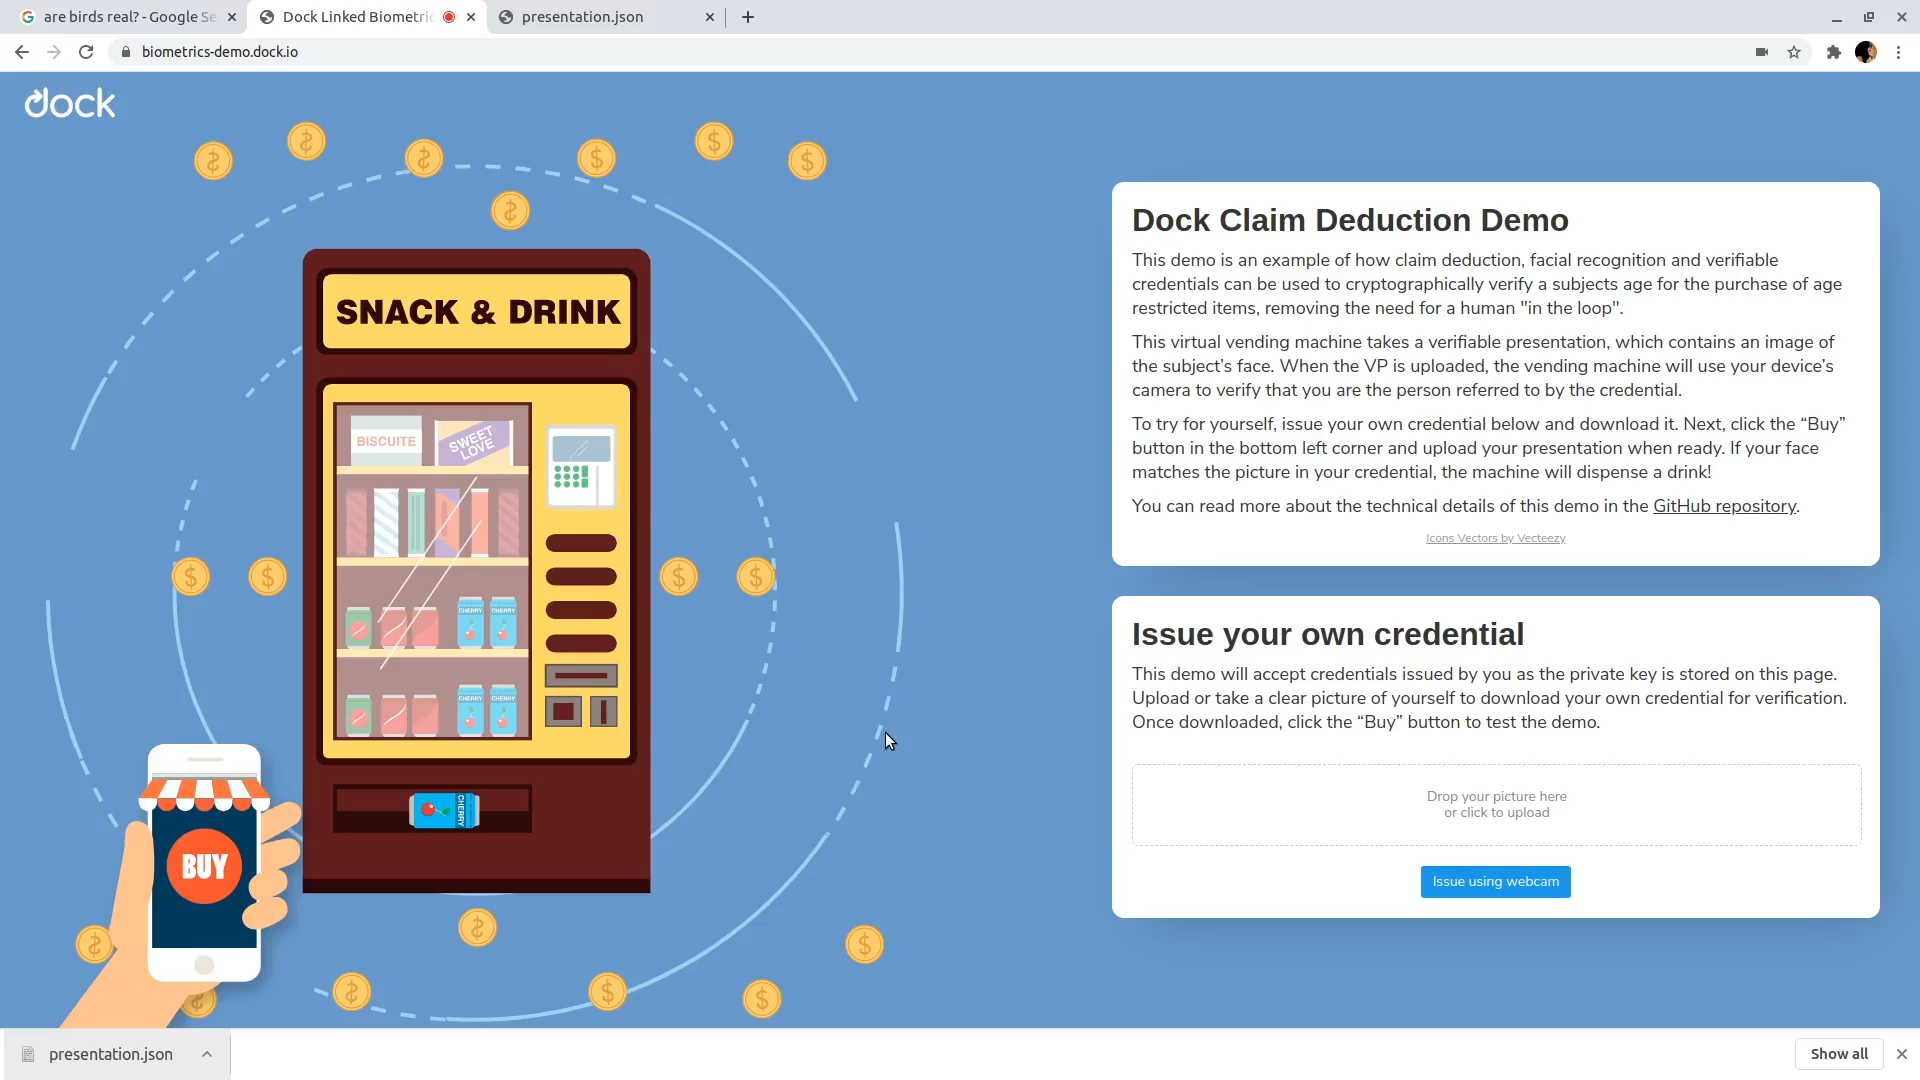 are birds real? - Google Se
Dock Linked Biometric
presentation.json
biometrics-demo.dock.io
dock
SNACK & DRINK
BISCUITE
SWEET
LOVE
CHERRY
CHERRY
CHERRY
CHERRY
CHERRY
BUY
Dock Claim Deduction Demo
This demo is an example of how claim deduction, facial recognition and verifiable
credentials can be used to cryptographically verify a subjects age for the purchase of age
restricted items, removing the need for a human "in the loop".
This virtual vending machine takes a verifiable presentation, which contains an image of
the subject’s face. When the VP is uploaded, the vending machine will use your device’s
camera to verify that you are the person referred to by the credential.
To try for yourself, issue your own credential below and download it. Next, click the “Buy”
button in the bottom left corner and upload your presentation when ready. If your face
matches the picture in your credential, the machine will dispense a drink!
You can read more about the technical details of this demo in the GitHub repository.
Icons Vectors by Vecteezy
Issue your own credential
This demo will accept credentials issued by you as the private key is stored on this page.
Upload or take a clear picture of yourself to download your own credential for verification.
Once downloaded, click the “Buy” button to test the demo.
Drop your picture here
or click to upload
Issue using webcam
presentation.json
Show all